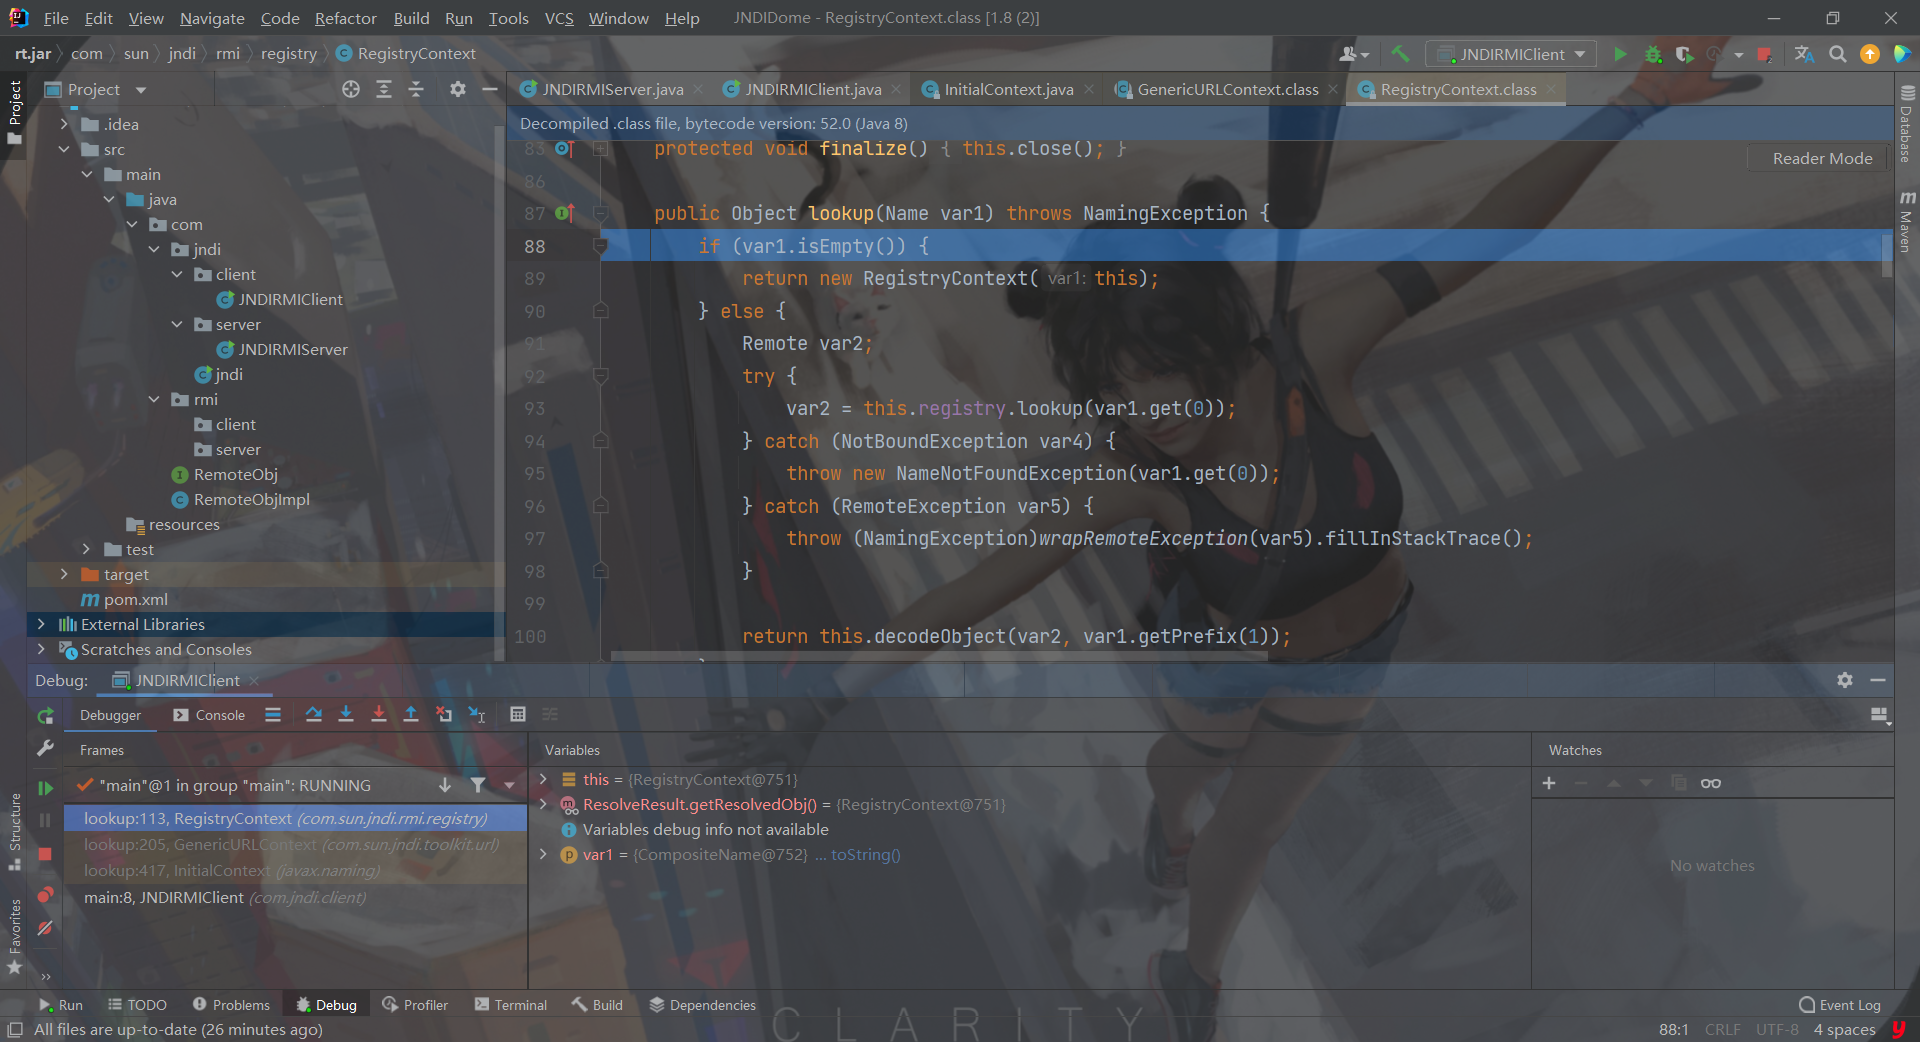 File Edit View Navigate Code Refactor Build Run Tools VCS Window Help JNDIDome - RegistryContext.class [1.8 (2)]
rt.jar com sun jndi rmi registry RegistryContext JNDIRMIClient
Project
Project
.idea
src
main
java
com
jndi
client
JNDIRMIClient
server
JNDIRMIServer
jndi
rmi
client
server
RemoteObj
RemoteObjImpl
resources
test
target
pom.xml
External Libraries
Scratches and Consoles
JNDIRMIServer.java JNDIRMIClient.java InitialContext.java GenericURLContext.class RegistryContext.class
Decompiled .class file, bytecode version: 52.0 (Java 8)
Reader Mode
83 protected void finalize() { this.close(); }
86
87 public Object lookup(Name var1) throws NamingException {
88 if (var1.isEmpty()) {
89 return new RegistryContext( var1: this);
90 } else {
91 Remote var2;
92 try {
93 var2 = this.registry.lookup(var1.get(0));
94 } catch (NotBoundException var4) {
95 throw new NameNotFoundException(var1.get(0));
96 } catch (RemoteException var5) {
97 throw (NamingException)wrapRemoteException(var5).fillInStackTrace();
98 }
99
100 return this.decodeObject(var2, var1.getPrefix(1));
Database
Maven
Debug: JNDIRMIClient
Debugger Console
Frames
"main"@1 in group "main": RUNNING
lookup:113, RegistryContext (com.sun.jndi.rmi.registry)
lookup:205, GenericURLContext (com.sun.jndi.toolkit.url)
lookup:417, InitialContext (javax.naming)
main:8, JNDIRMIClient (com.jndi.client)
Variables
this = {RegistryContext@751}
ResolveResult.getResolvedObj() = {RegistryContext@751}
Variables debug info not available
var1 = {CompositeName@752} ... toString()
Watches
No watches
Structure
Favorites
Run TODO Problems Debug Profiler Terminal Build Dependencies Event Log
CLARITY
All files are up-to-date (26 minutes ago) 88:1 CRLF UTF-8 4 spaces